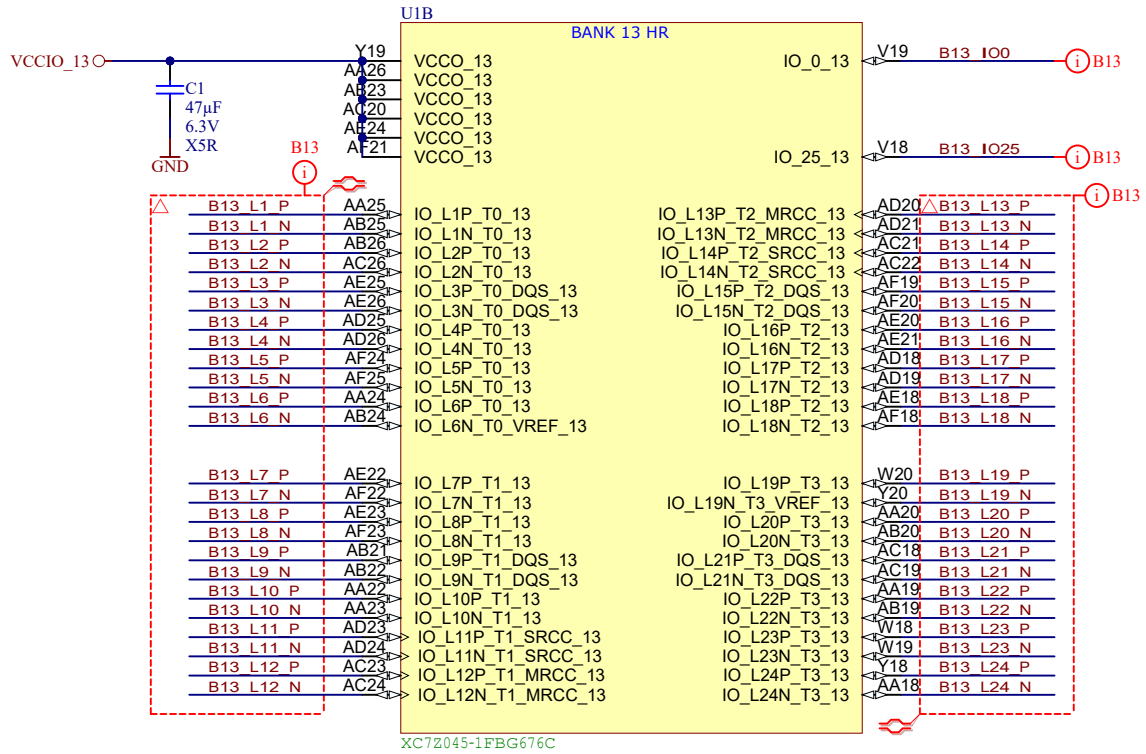 U1B
BANK 13 HR
VCCIO_13
Y19 VCCO_13 IO_0_13 V19 B13_IO0 i B13
AA26 VCCO_13
AB23 VCCO_13
AC20 VCCO_13
AE24 VCCO_13
AF21 VCCO_13 IO_25_13 V18 B13_IO25 i B13
C1
47µF
6.3V
X5R
GND
B13
i
i B13
B13_L1_P AA25 IO_L1P_T0_13 IO_L13P_T2_MRCC_13 AD20 B13_L13_P
B13_L1_N AB25 IO_L1N_T0_13 IO_L13N_T2_MRCC_13 AD21 B13_L13_N
B13_L2_P AB26 IO_L2P_T0_13 IO_L14P_T2_SRCC_13 AC21 B13_L14_P
B13_L2_N AC26 IO_L2N_T0_13 IO_L14N_T2_SRCC_13 AC22 B13_L14_N
B13_L3_P AE25 IO_L3P_T0_DQS_13 IO_L15P_T2_DQS_13 AF19 B13_L15_P
B13_L3_N AE26 IO_L3N_T0_DQS_13 IO_L15N_T2_DQS_13 AF20 B13_L15_N
B13_L4_P AD25 IO_L4P_T0_13 IO_L16P_T2_13 AE20 B13_L16_P
B13_L4_N AD26 IO_L4N_T0_13 IO_L16N_T2_13 AE21 B13_L16_N
B13_L5_P AF24 IO_L5P_T0_13 IO_L17P_T2_13 AD18 B13_L17_P
B13_L5_N AF25 IO_L5N_T0_13 IO_L17N_T2_13 AD19 B13_L17_N
B13_L6_P AA24 IO_L6P_T0_13 IO_L18P_T2_13 AE18 B13_L18_P
B13_L6_N AB24 IO_L6N_T0_VREF_13 IO_L18N_T2_13 AF18 B13_L18_N
B13_L7_P AE22 IO_L7P_T1_13 IO_L19P_T3_13 W20 B13_L19_P
B13_L7_N AF22 IO_L7N_T1_13 IO_L19N_T3_VREF_13 Y20 B13_L19_N
B13_L8_P AE23 IO_L8P_T1_13 IO_L20P_T3_13 AA20 B13_L20_P
B13_L8_N AF23 IO_L8N_T1_13 IO_L20N_T3_13 AB20 B13_L20_N
B13_L9_P AB21 IO_L9P_T1_DQS_13 IO_L21P_T3_DQS_13 AC18 B13_L21_P
B13_L9_N AB22 IO_L9N_T1_DQS_13 IO_L21N_T3_DQS_13 AC19 B13_L21_N
B13_L10_P AA22 IO_L10P_T1_13 IO_L22P_T3_13 AA19 B13_L22_P
B13_L10_N AA23 IO_L10N_T1_13 IO_L22N_T3_13 AB19 B13_L22_N
B13_L11_P AD23 IO_L11P_T1_SRCC_13 IO_L23P_T3_13 W18 B13_L23_P
B13_L11_N AD24 IO_L11N_T1_SRCC_13 IO_L23N_T3_13 W19 B13_L23_N
B13_L12_P AC23 IO_L12P_T1_MRCC_13 IO_L24P_T3_13 Y18 B13_L24_P
B13_L12_N AC24 IO_L12N_T1_MRCC_13 IO_L24N_T3_13 AA18 B13_L24_N
XC7Z045-1FBG676C